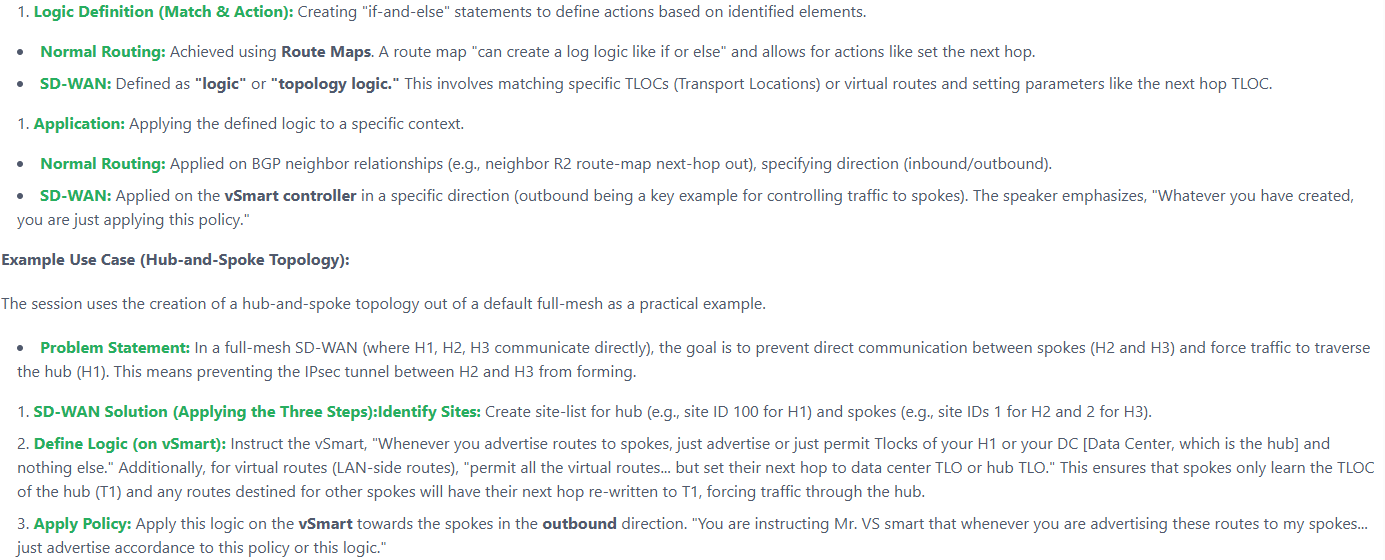 1. Logic Definition (Match & Action): Creating "if-and-else" statements to define actions based on identified elements.
• Normal Routing: Achieved using Route Maps. A route map "can create a log logic like if or else" and allows for actions like set the next hop.
• SD-WAN: Defined as "logic" or "topology logic." This involves matching specific TLOCs (Transport Locations) or virtual routes and setting parameters like the next hop TLOC.
1. Application: Applying the defined logic to a specific context.
• Normal Routing: Applied on BGP neighbor relationships (e.g., neighbor R2 route-map next-hop out), specifying direction (inbound/outbound).
• SD-WAN: Applied on the vSmart controller in a specific direction (outbound being a key example for controlling traffic to spokes). The speaker emphasizes, "Whatever you have created,
you are just applying this policy."
Example Use Case (Hub-and-Spoke Topology):
The session uses the creation of a hub-and-spoke topology out of a default full-mesh as a practical example.
• Problem Statement: In a full-mesh SD-WAN (where H1, H2, H3 communicate directly), the goal is to prevent direct communication between spokes (H2 and H3) and force traffic to traverse
the hub (H1). This means preventing the IPsec tunnel between H2 and H3 from forming.
1. SD-WAN Solution (Applying the Three Steps):Identify Sites: Create site-list for hub (e.g., site ID 100 for H1) and spokes (e.g., site IDs 1 for H2 and 2 for H3).
2. Define Logic (on vSmart): Instruct the vSmart, "Whenever you advertise routes to spokes, just advertise or just permit Tlocks of your H1 or your DC [Data Center, which is the hub] and
nothing else." Additionally, for virtual routes (LAN-side routes), "permit all the virtual routes... but set their next hop to data center TLO or hub TLO." This ensures that spokes only learn the TLOC
of the hub (T1) and any routes destined for other spokes will have their next hop re-written to T1, forcing traffic through the hub.
3. Apply Policy: Apply this logic on the vSmart towards the spokes in the outbound direction. "You are instructing Mr. VS smart that whenever you are advertising these routes to my spokes...
just advertise accordance to this policy or this logic."